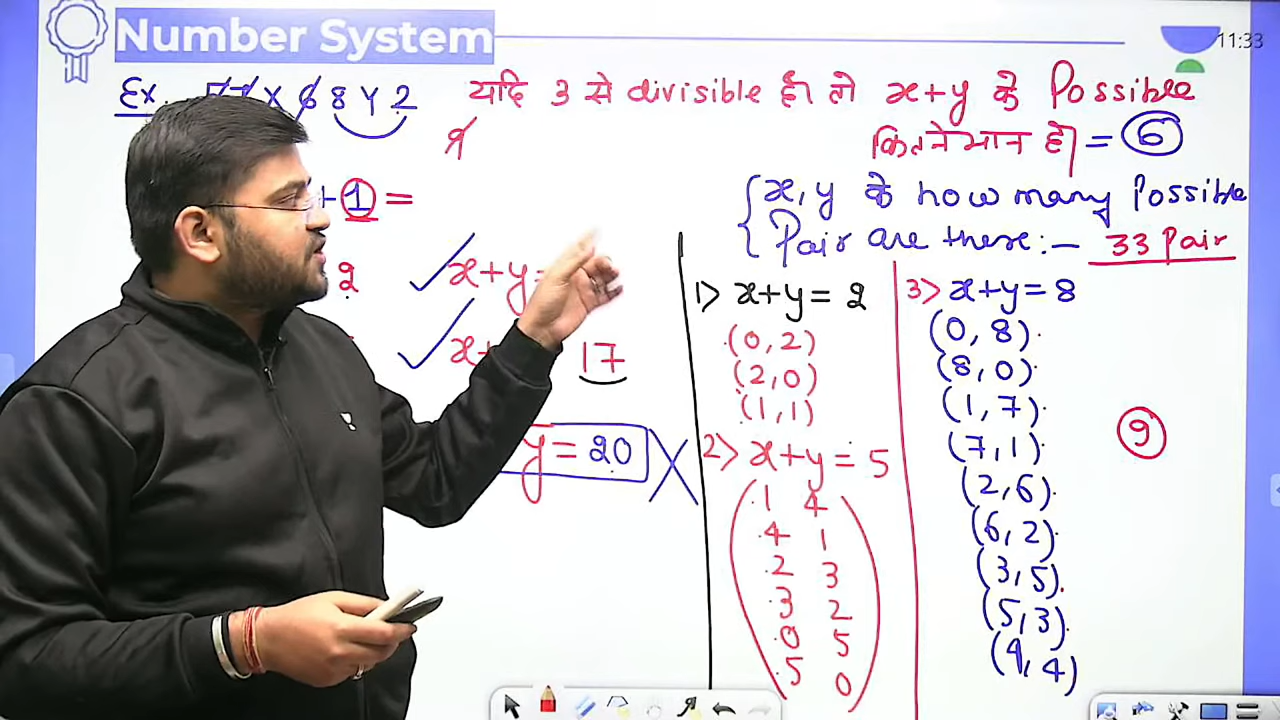 Number System
11:33
Ex. X 6 8 Y 2 यदि 3 से divisible हो तो x+y के Possible
कितने मान हो = 6
9
+ 1 =
{ x, y के how many Possible
Pair are there:— 33 Pair
2
x+y=
17
y = 20
1> x+y= 2
(0, 2)
(2, 0)
(1, 1)
2> x+y = 5
1 4
4 1
2 3
3 2
0 5
5 0
3> x+y= 8
(0, 8)
(8, 0)
(1, 7)
(7, 1)
(2, 6)
(6, 2)
(3, 5)
(5, 3)
(4, 4)
9